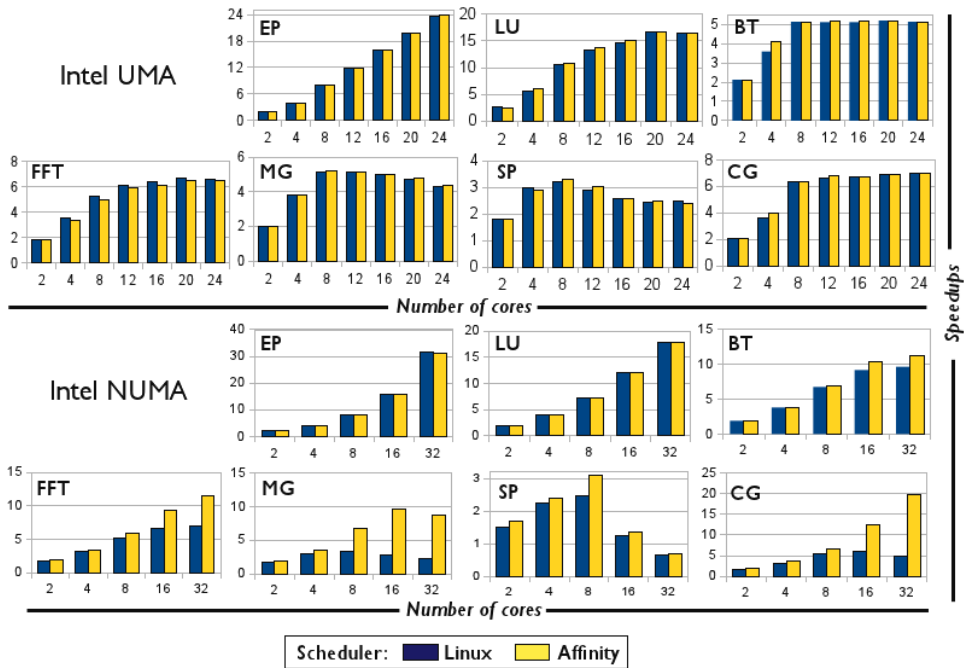 Intel UMA
EP
24
18
12
6
0
2 4 8 12 16 20 24
LU
20
15
10
5
0
2 4 8 12 16 20 24
BT
5
4
3
2
1
0
2 4 8 12 16 20 24
FFT
8
6
4
2
0
2 4 8 12 16 20 24
MG
7
6
5
4
3
2
1
0
2 4 8 12 16 20 24
SP
4
3
2
1
0
2 4 8 12 16 20 24
CG
8
6
4
2
0
2 4 8 12 16 20 24
Number of cores
Speedups
Intel NUMA
EP
40
30
20
10
0
2 4 8 16 32
LU
20
15
10
5
0
2 4 8 16 32
BT
15
10
5
0
2 4 8 16 32
FFT
15
10
5
0
2 4 8 16 32
MG
15
10
5
0
2 4 8 16 32
SP
3
2
1
0
2 4 8 16 32
CG
25
20
15
10
5
0
2 4 8 16 32
Number of cores
Scheduler: Linux Affinity